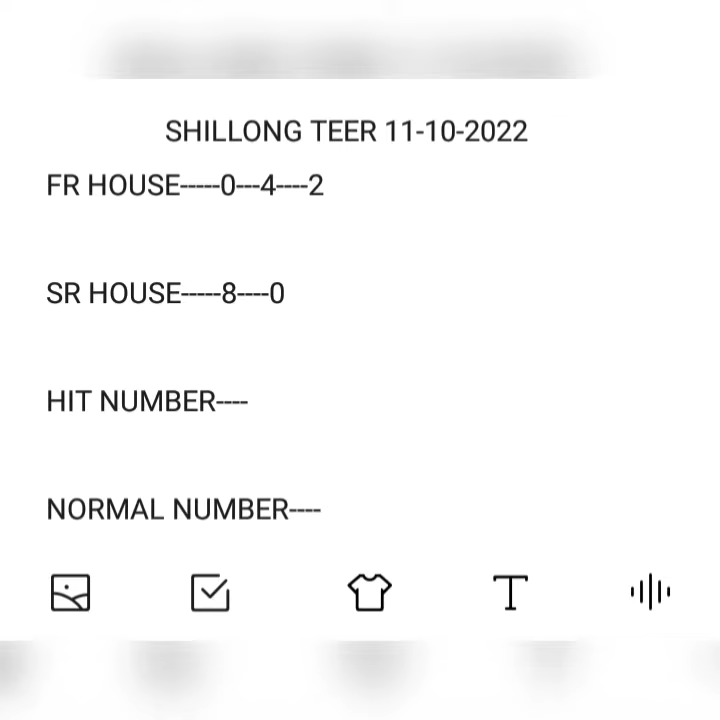 SHILLONG TEER 11-10-2022
FR HOUSE-----0---4----2
SR HOUSE-----8----0
HIT NUMBER----
NORMAL NUMBER----